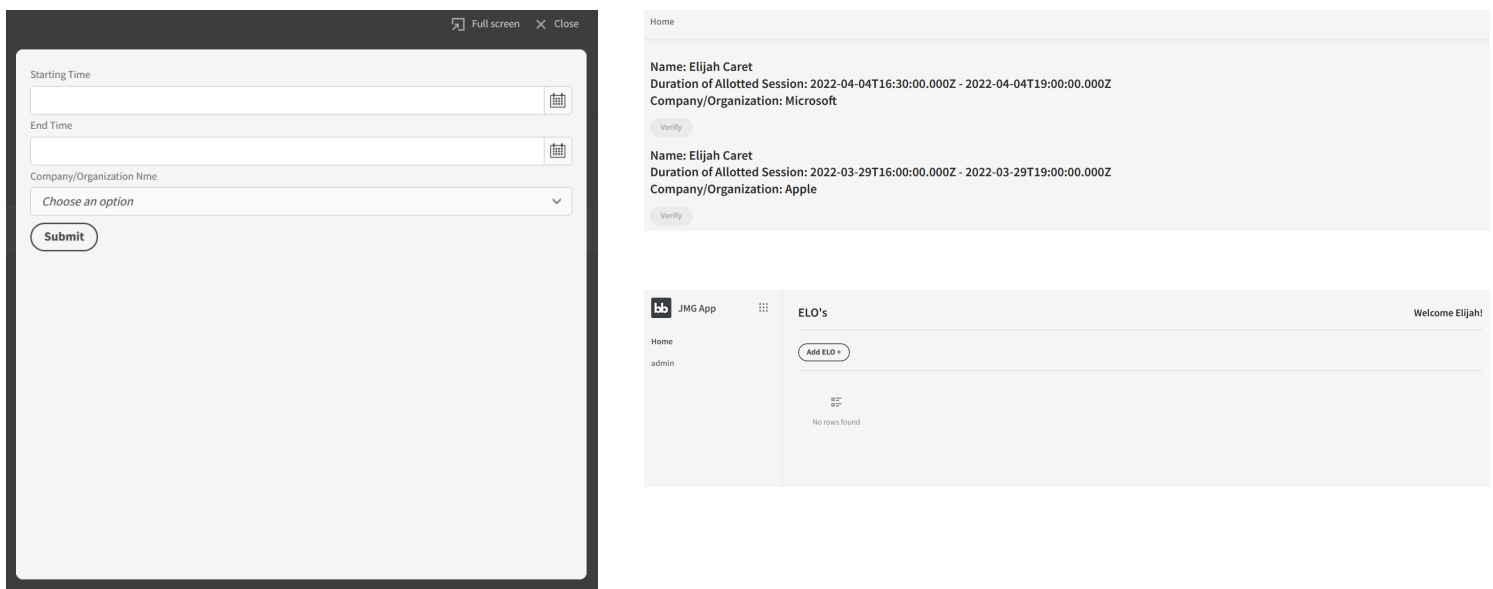 Full screen Close
Starting Time
End Time
Company/Organization Nme
Choose an option
Submit
Home
Name: Elijah Caret
Duration of Allotted Session: 2022-04-04T16:30:00.000Z - 2022-04-04T19:00:00.000Z
Company/Organization: Microsoft
Verify
Name: Elijah Caret
Duration of Allotted Session: 2022-03-29T16:00:00.000Z - 2022-03-29T19:00:00.000Z
Company/Organization: Apple
Verify
bb JMG App
Home
admin
ELO's Welcome Elijah!
Add ELO +
No rows found